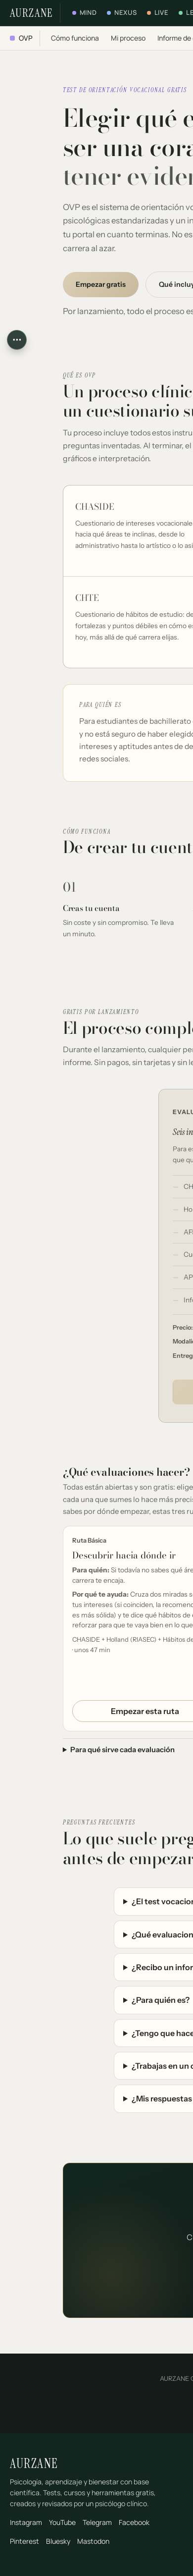 AURZANE
MIND
NEXUS
LIVE
OVP
Cómo funciona
Mi proceso
Informe de
TEST DE ORIENTACIÓN VOCACIONAL GRATIS
Elegir qué e
ser una cora
tener eviden
OVP es el sistema de orientación vo
psicológicas estandarizadas y un in
tu portal en cuanto terminas. No es
carrera al azar.
Empezar gratis
Qué incluy
Por lanzamiento, todo el proceso es
QUÉ ES OVP
Un proceso clínic
un cuestionario su
Tu proceso incluye todos estos instru
preguntas inventadas. Al terminar, el
gráficos e interpretación.
CHASIDE
Cuestionario de intereses vocacionale
hacia qué áreas te inclinas, desde lo
administrativo hasta lo artístico o lo asi
CHTE
Cuestionario de hábitos de estudio: de
fortalezas y puntos débiles en cómo e
hoy, más allá de qué carrera elijas.
PARA QUIÉN ES
Para estudiantes de bachillerato
y no está seguro de haber elegido
intereses y aptitudes antes de de
redes sociales.
CÓMO FUNCIONA
De crear tu cuent
01
Creas tu cuenta
Sin coste y sin compromiso. Te lleva
un minuto.
GRATIS POR LANZAMIENTO
El proceso comple
Durante el lanzamiento, cualquier per
informe. Sin pagos, sin tarjetas y sin le
EVALU
Seis in
Para es
que qu
— CH
— Ho
— AF
— Cu
— AP
— Inf
Precio:
Modali
Entreg
¿Qué evaluaciones hacer?
Todas están abiertas y son gratis: elige
cada una que sumes lo hace más preci
sabes por dónde empezar, estas tres ru
Ruta Básica
Descubrir hacia dónde ir
Para quién: Si todavía no sabes qué áre
carrera te encaja.
Por qué te ayuda: Cruza dos miradas s
tus intereses (si coinciden, la recomend
es más sólida) y te dice qué hábitos de e
reforzar para que te vaya bien en lo que
CHASIDE + Holland (RIASEC) + Hábitos de
· unos 47 min
Empezar esta ruta
Para qué sirve cada evaluación
PREGUNTAS FRECUENTES
Lo que suele preg
antes de empezar
¿El test vocacion
¿Qué evaluacion
¿Recibo un infor
¿Para quién es?
¿Tengo que hace
¿Trabajas en un c
¿Mis respuestas
C
AURZANE
AURZANE
Psicología, aprendizaje y bienestar con base
científica. Tests, cursos y herramientas gratis,
creados y revisados por un psicólogo clínico.
Instagram
YouTube
Telegram
Facebook
Pinterest
Bluesky
Mastodon